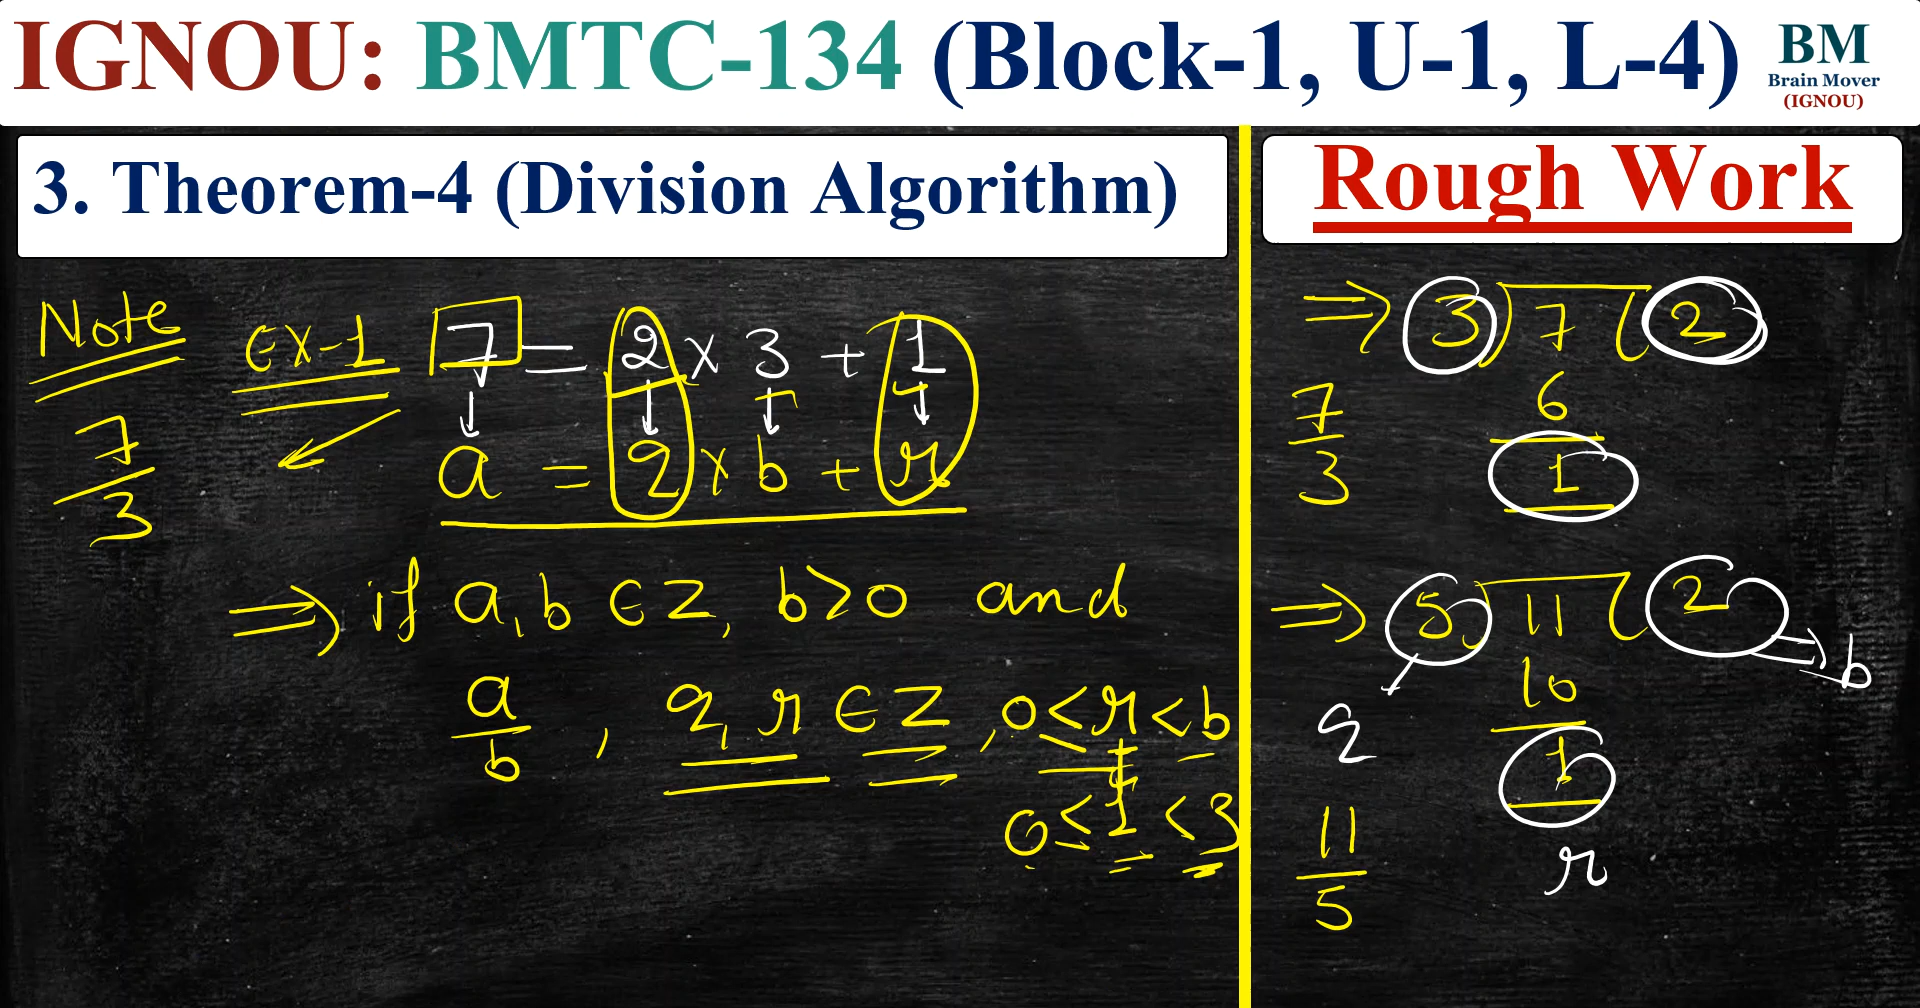 IGNOU: BMTC-134 (Block-1, U-1, L-4)
BM
Brain Mover
(IGNOU)
3. Theorem-4 (Division Algorithm)
Note
7/3
Ex-1 7 = 2 × 3 + 1
↓ ↓ ↓ ↓
a = q × b + r
⇒ if a, b ∈ Z, b>0 and
a/b , q, r ∈ Z , 0≤r<b
0≤1<3
Rough Work
⇒ 3) 7 (2
6
1
7/3
⇒ 5) 11 (2 ⇒ b
10
1
q
r
11/5